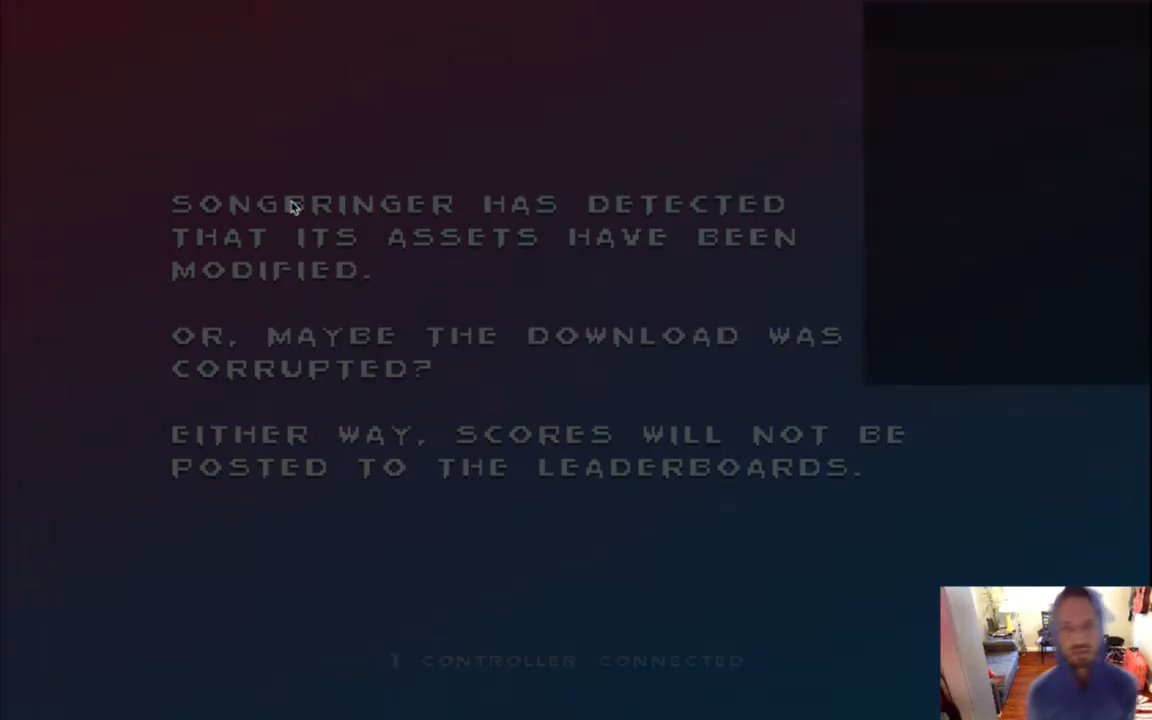 SONGBRINGER HAS DETECTED
THAT ITS ASSETS HAVE BEEN
MODIFIED.
OR, MAYBE THE DOWNLOAD WAS
CORRUPTED?
EITHER WAY, SCORES WILL NOT BE
POSTED TO THE LEADERBOARDS.
1 CONTROLLER CONNECTED